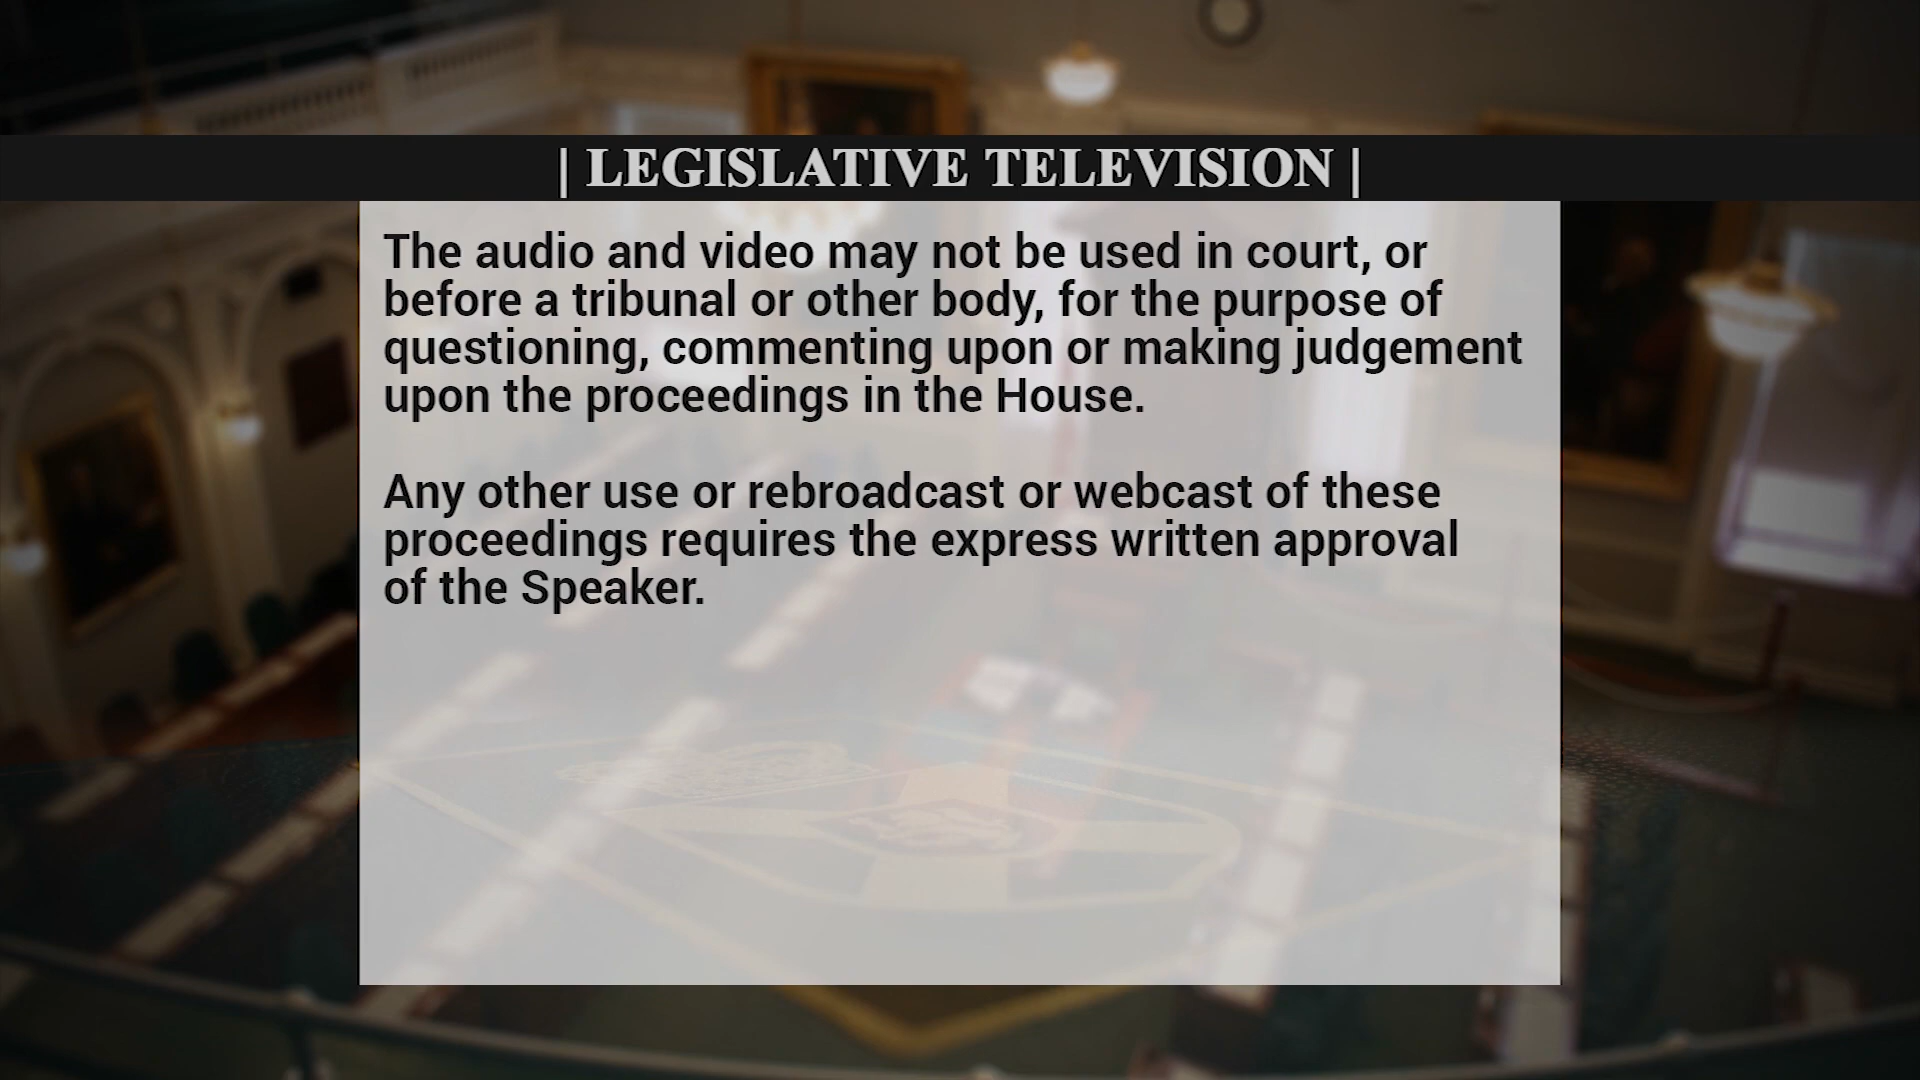 | LEGISLATIVE TELEVISION |
The audio and video may not be used in court, or
before a tribunal or other body, for the purpose of
questioning, commenting upon or making judgement
upon the proceedings in the House.
Any other use or rebroadcast or webcast of these
proceedings requires the express written approval
of the Speaker.